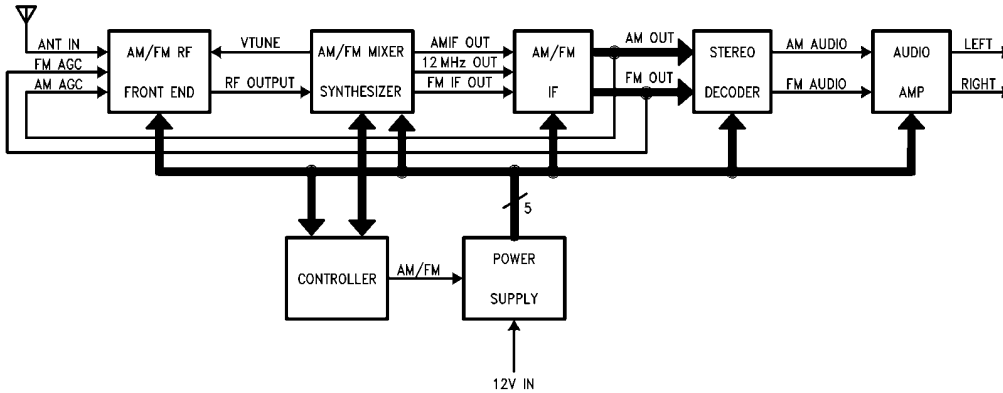 ANT IN
FM AGC
AM AGC
AM/FM RF
FRONT END
VTUNE
RF OUTPUT
AM/FM MIXER
SYNTHESIZER
AMIF OUT
12 MHz OUT
FM IF OUT
AM/FM
IF
AM OUT
FM OUT
STEREO
DECODER
AM AUDIO
FM AUDIO
AUDIO
AMP
LEFT
RIGHT
5
CONTROLLER
AM/FM
POWER
SUPPLY
12V IN